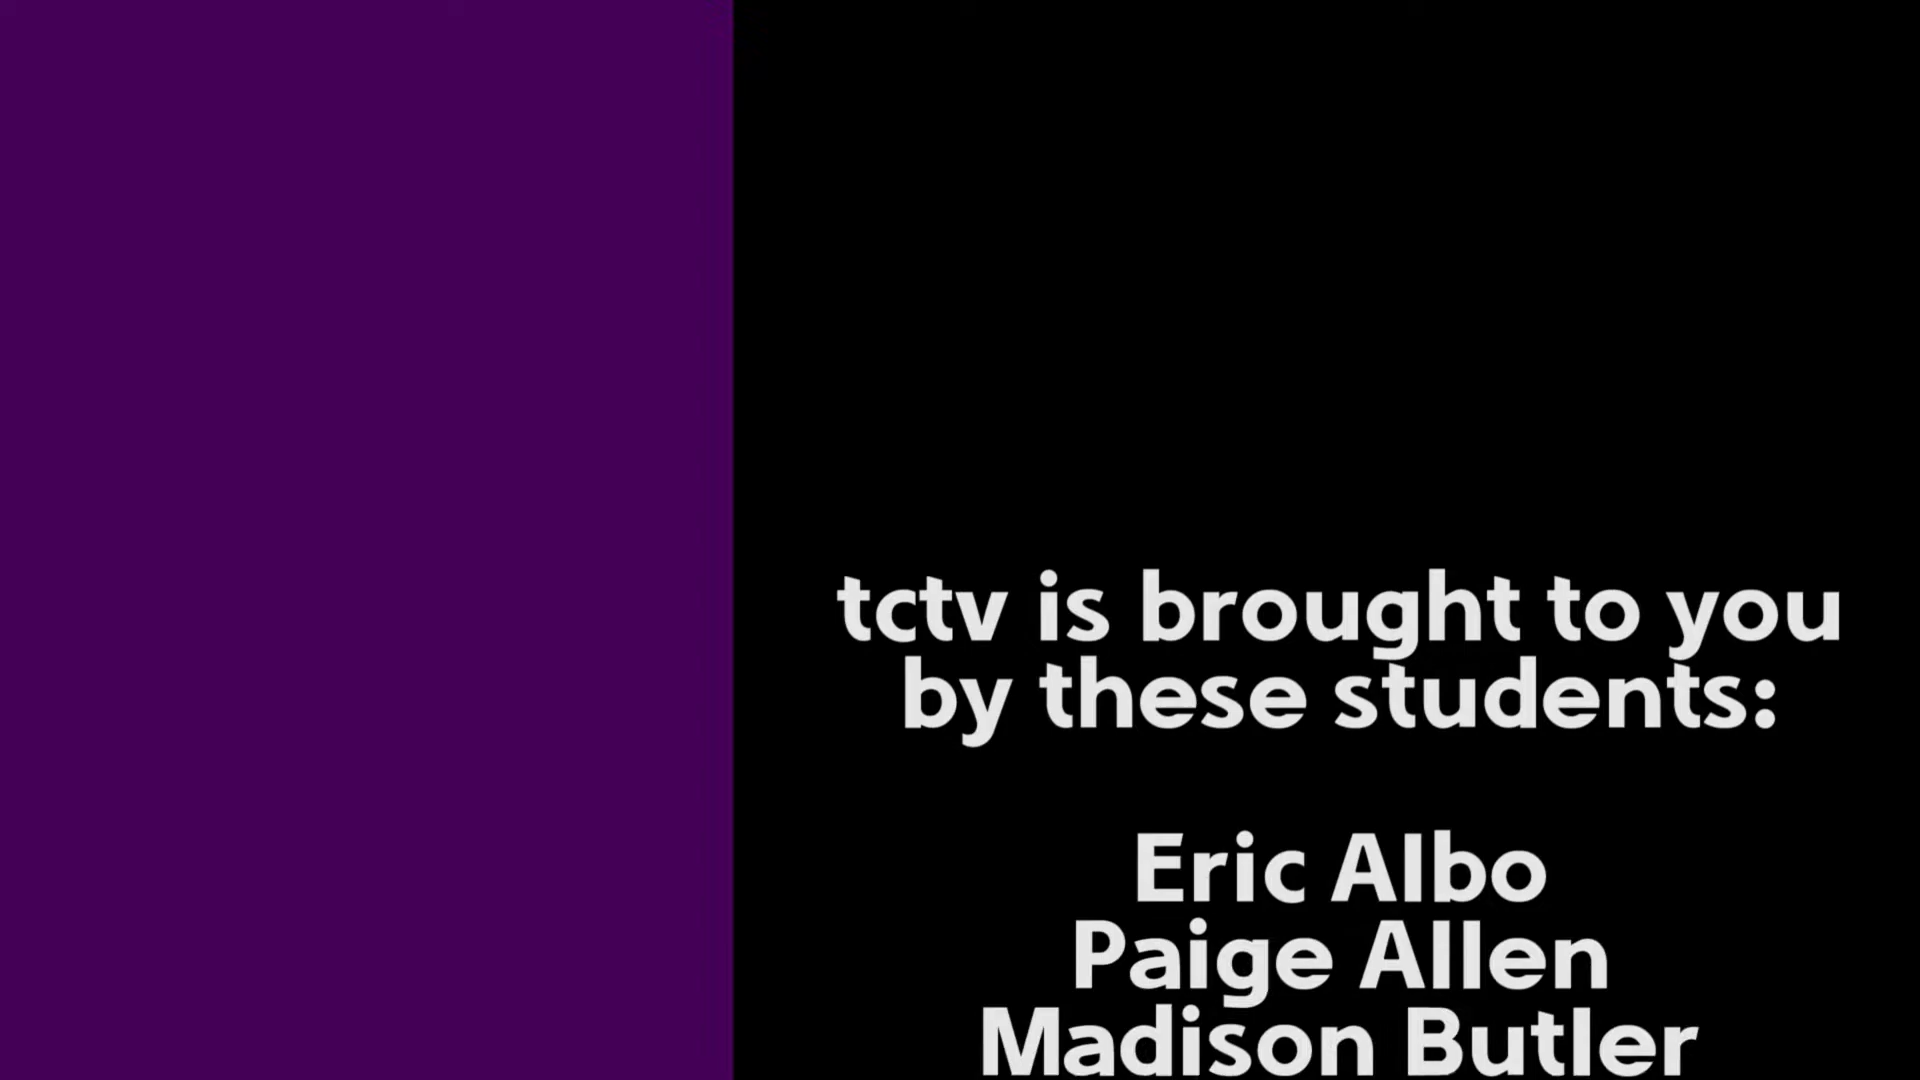 tctv is brought to you
by these students:
Eric Albo
Paige Allen
Madison Butler